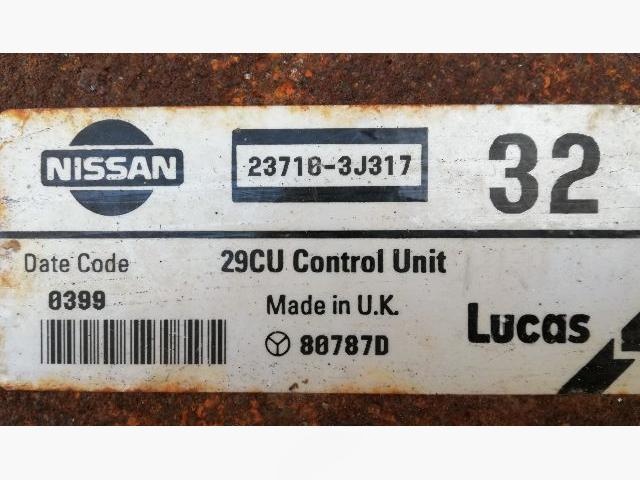 NISSAN
23710-3J317
32
Date Code
29CU Control Unit
0399
Made in U.K.
80787D
Lucas